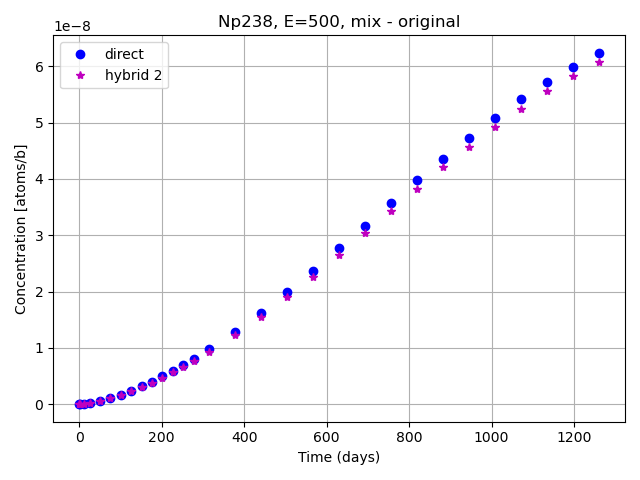 Np238, E=500, mix - original
1e−8
direct
hybrid 2
6
5
4
3
2
1
0
Concentration [atoms/b]
0 200 400 600 800 1000 1200
Time (days)